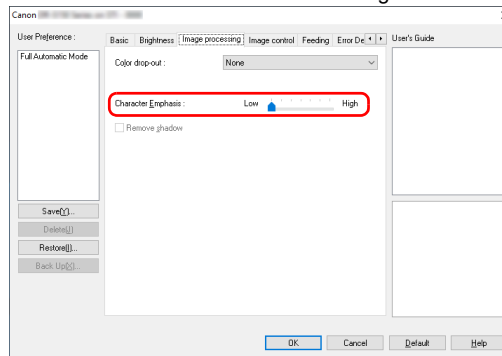 Canon
User Preference :
Full Automatic Mode
Save(Y)...
Delete(J)
Restore(I)...
Back Up(X)...
Basic Brightness Image processing Image control Feeding Error De
Color drop-out : None
Character Emphasis : Low High
Remove shadow
User's Guide
OK Cancel Default Help